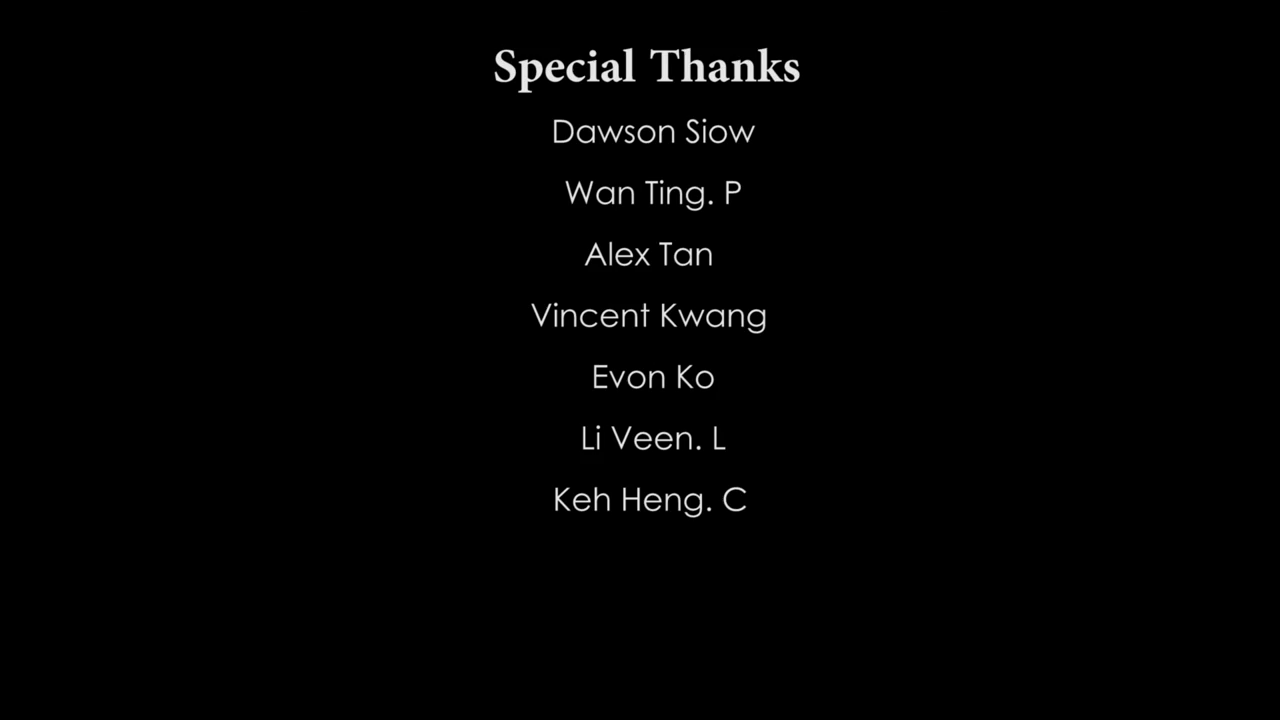 Special Thanks
Dawson Siow
Wan Ting. P
Alex Tan
Vincent Kwang
Evon Ko
Li Veen. L
Keh Heng. C